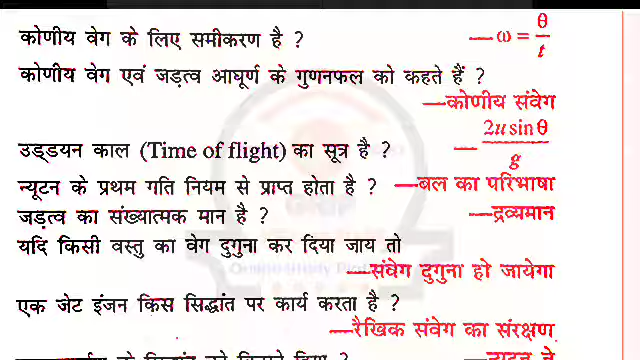 कोणीय वेग के लिए समीकरण है ? —ω = θ/t
कोणीय वेग एवं जड़त्व आघूर्ण के गुणनफल को कहते हैं ?
—कोणीय संवेग
उड्डयन काल (Time of flight) का सूत्र है ? — 2u sin θ/g
न्यूटन के प्रथम गति नियम से प्राप्त होता है ? —बल का परिभाषा
जड़त्व का संख्यात्मक मान है ? —द्रव्यमान
यदि किसी वस्तु का वेग दुगुना कर दिया जाय तो
—संवेग दुगुना हो जायेगा
एक जेट इंजन किस सिद्धांत पर कार्य करता है ?
—रैखिक संवेग का संरक्षण